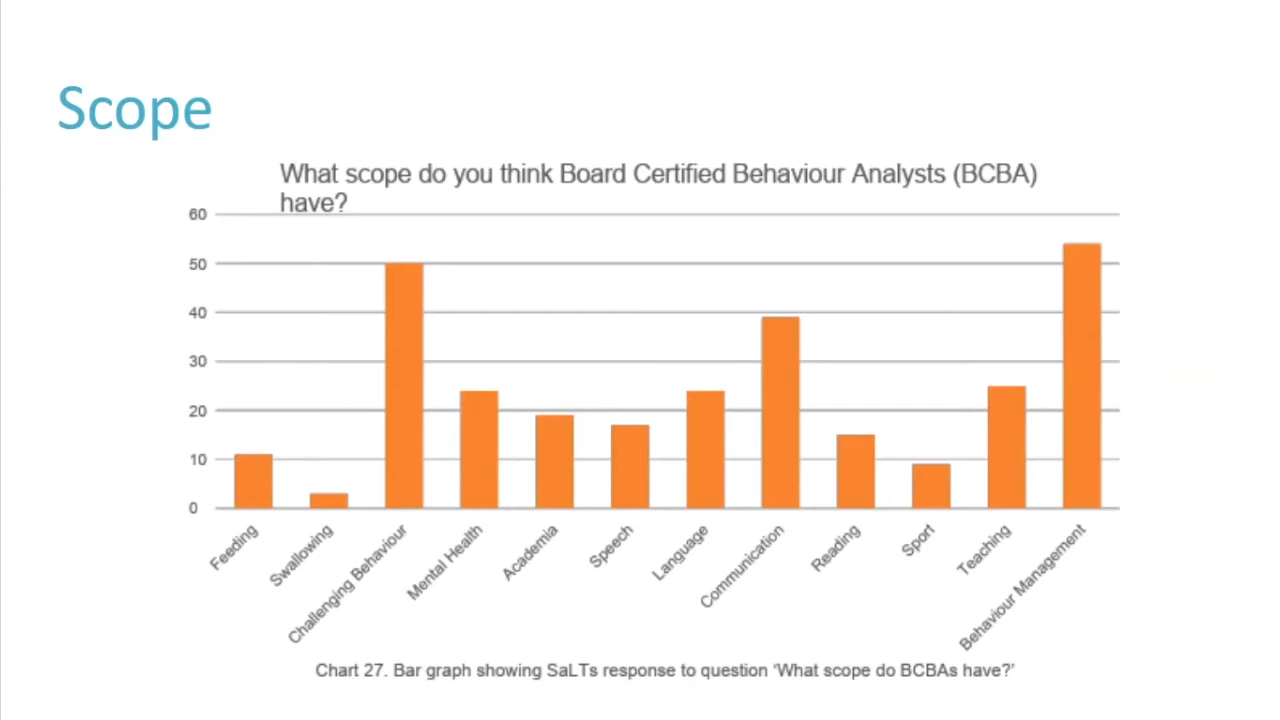 Scope
What scope do you think Board Certified Behaviour Analysts (BCBA)
have?
60
50
40
30
20
10
0
Feeding
Swallowing
Challenging Behaviour
Mental Health
Academia
Speech
Language
Communication
Reading
Sport
Teaching
Behaviour Management
Chart 27. Bar graph showing SaLTs response to question ‘What scope do BCBAs have?’